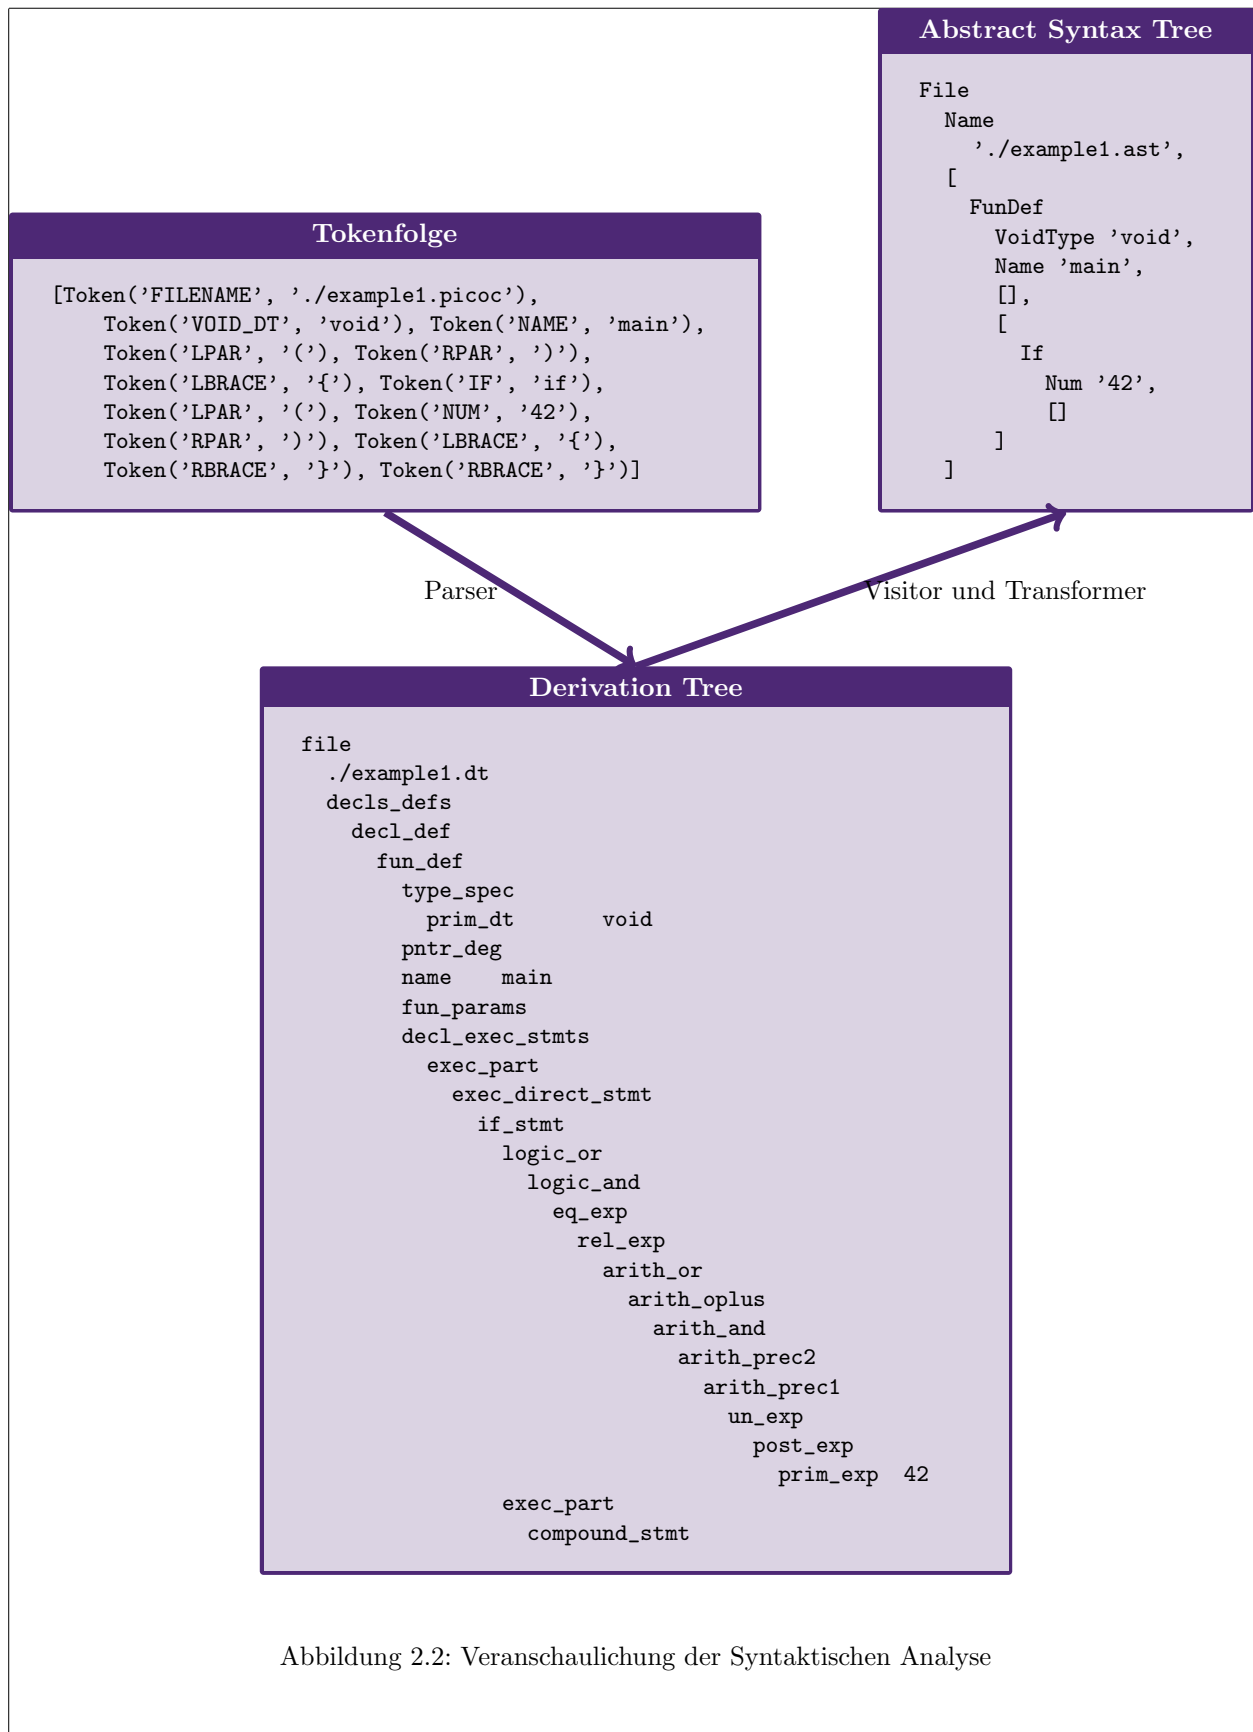 Abstract Syntax Tree
File
  Name
    './example1.ast',
  [
    FunDef
      VoidType 'void',
      Name 'main',
      [],
      [
        If
          Num '42',
          []
      ]
  ]
Tokenfolge
[Token('FILENAME', './example1.picoc'),
    Token('VOID_DT', 'void'), Token('NAME', 'main'),
    Token('LPAR', '('), Token('RPAR', ')'),
    Token('LBRACE', '{'), Token('IF', 'if'),
    Token('LPAR', '('), Token('NUM', '42'),
    Token('RPAR', ')'), Token('LBRACE', '{'),
    Token('RBRACE', '}'), Token('RBRACE', '}')]
Parser
Visitor und Transformer
Derivation Tree
file
  ./example1.dt
  decls_defs
    decl_def
      fun_def
        type_spec
          prim_dt       void
        pntr_deg
        name    main
        fun_params
        decl_exec_stmts
          exec_part
            exec_direct_stmt
              if_stmt
                logic_or
                  logic_and
                    eq_exp
                      rel_exp
                        arith_or
                          arith_oplus
                            arith_and
                              arith_prec2
                                arith_prec1
                                  un_exp
                                    post_exp
                                      prim_exp  42
                exec_part
                  compound_stmt
Abbildung 2.2: Veranschaulichung der Syntaktischen Analyse